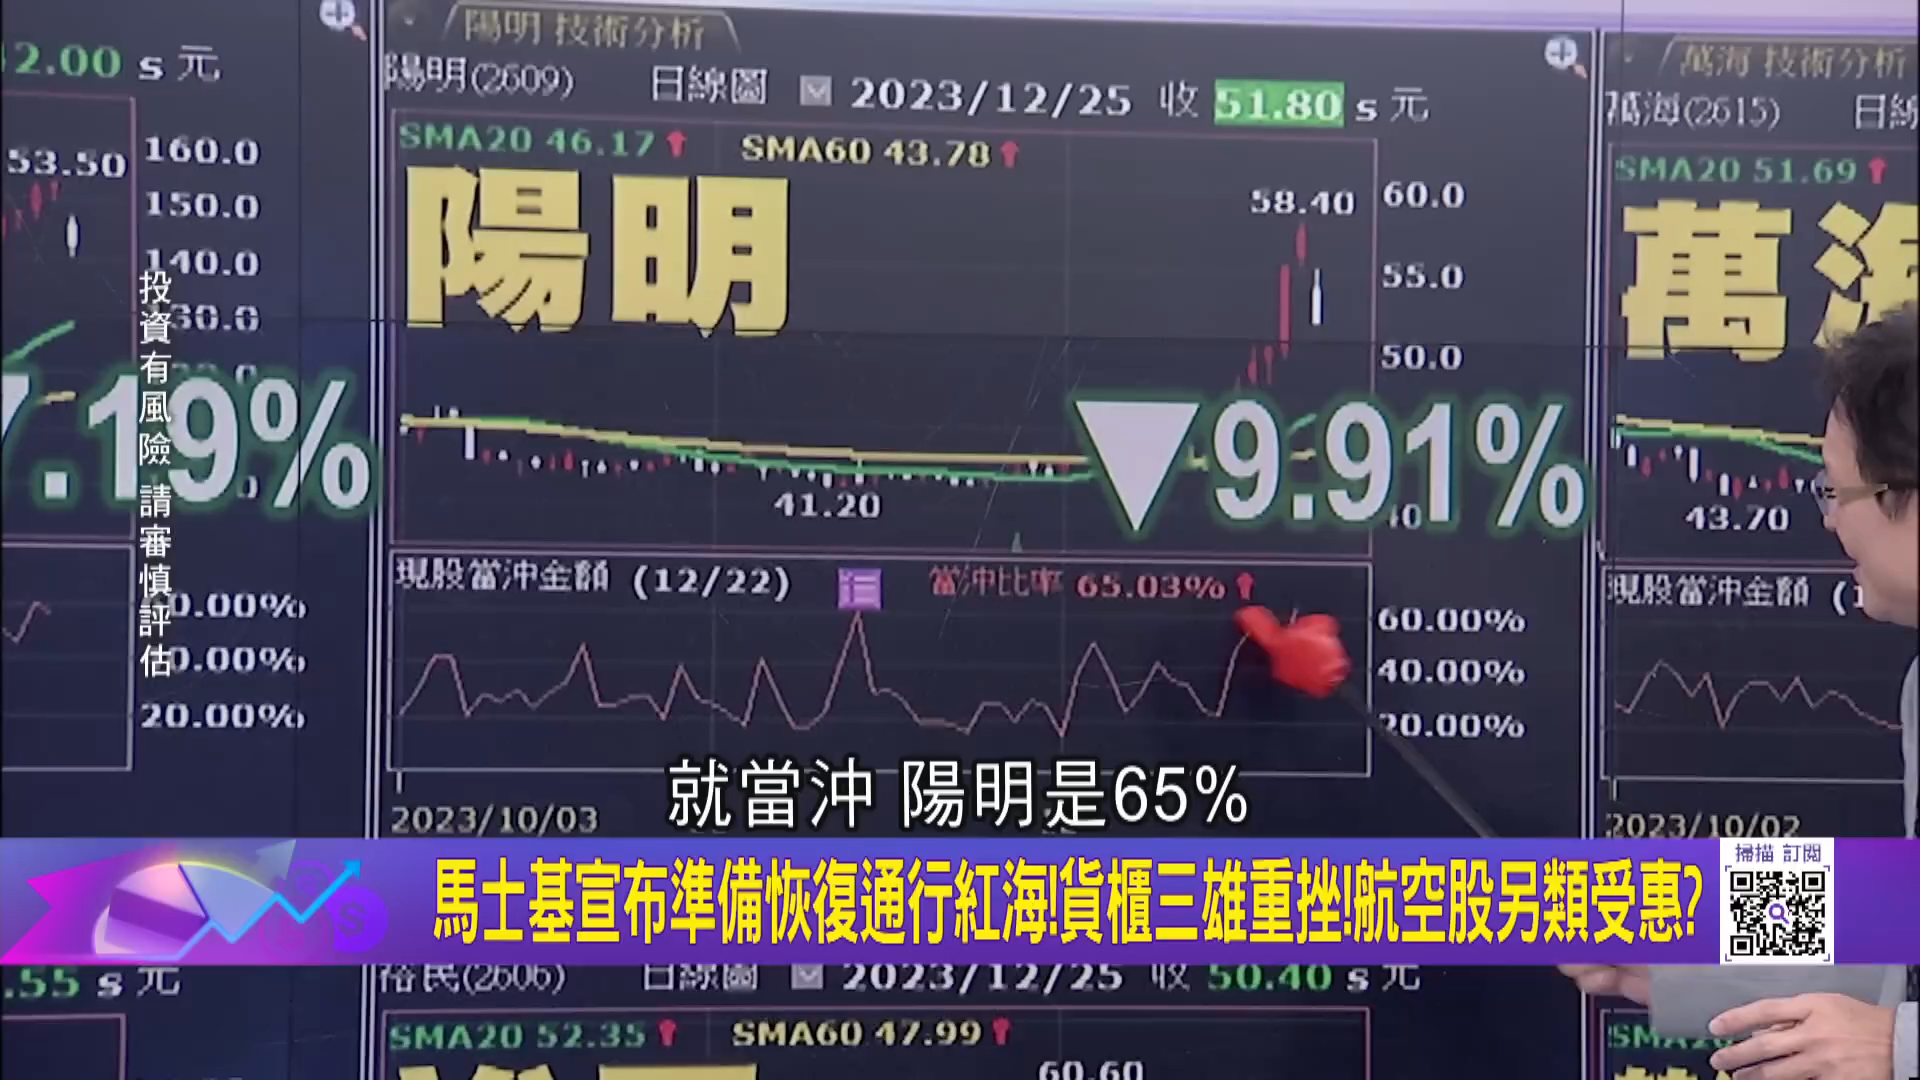 2.00 s 元
53.50
160.0
150.0
140.0
30.0
7.19%
20.00%
投資有風險 請審慎評估
陽明 技術分析
陽明(2609) 日線圖 2023/12/25 收 51.80 s 元
SMA20 46.17 SMA60 43.78
陽明
58.40
60.0
55.0
50.0
▼9.91%
41.20
現股當沖金額 (12/22) 當沖比率 65.03%
60.00%
40.00%
20.00%
2023/10/03
萬海 技術分析
萬海(2615) 日線
SMA20 51.69
萬海
43.70
現股當沖金額 (1
2023/10/02
就當沖 陽明是65%
馬士基宣布準備恢復通行紅海!貨櫃三雄重挫!航空股另類受惠?
掃描 訂閱
.55 s 元
裕民(2606) 日線圖 2023/12/25 收 50.40 s 元
SMA20 52.35 SMA60 47.99
60.60
SMA20